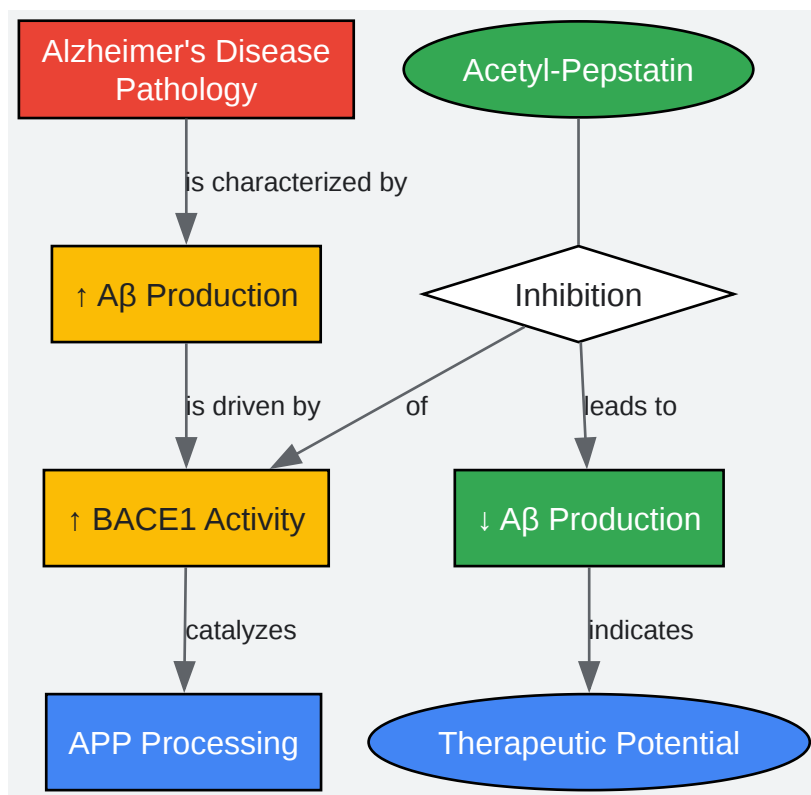 Alzheimer's Disease
Pathology
Acetyl-Pepstatin
is characterized by
↑ Aβ Production
Inhibition
is driven by
of
leads to
↑ BACE1 Activity
↓ Aβ Production
catalyzes
indicates
APP Processing
Therapeutic Potential